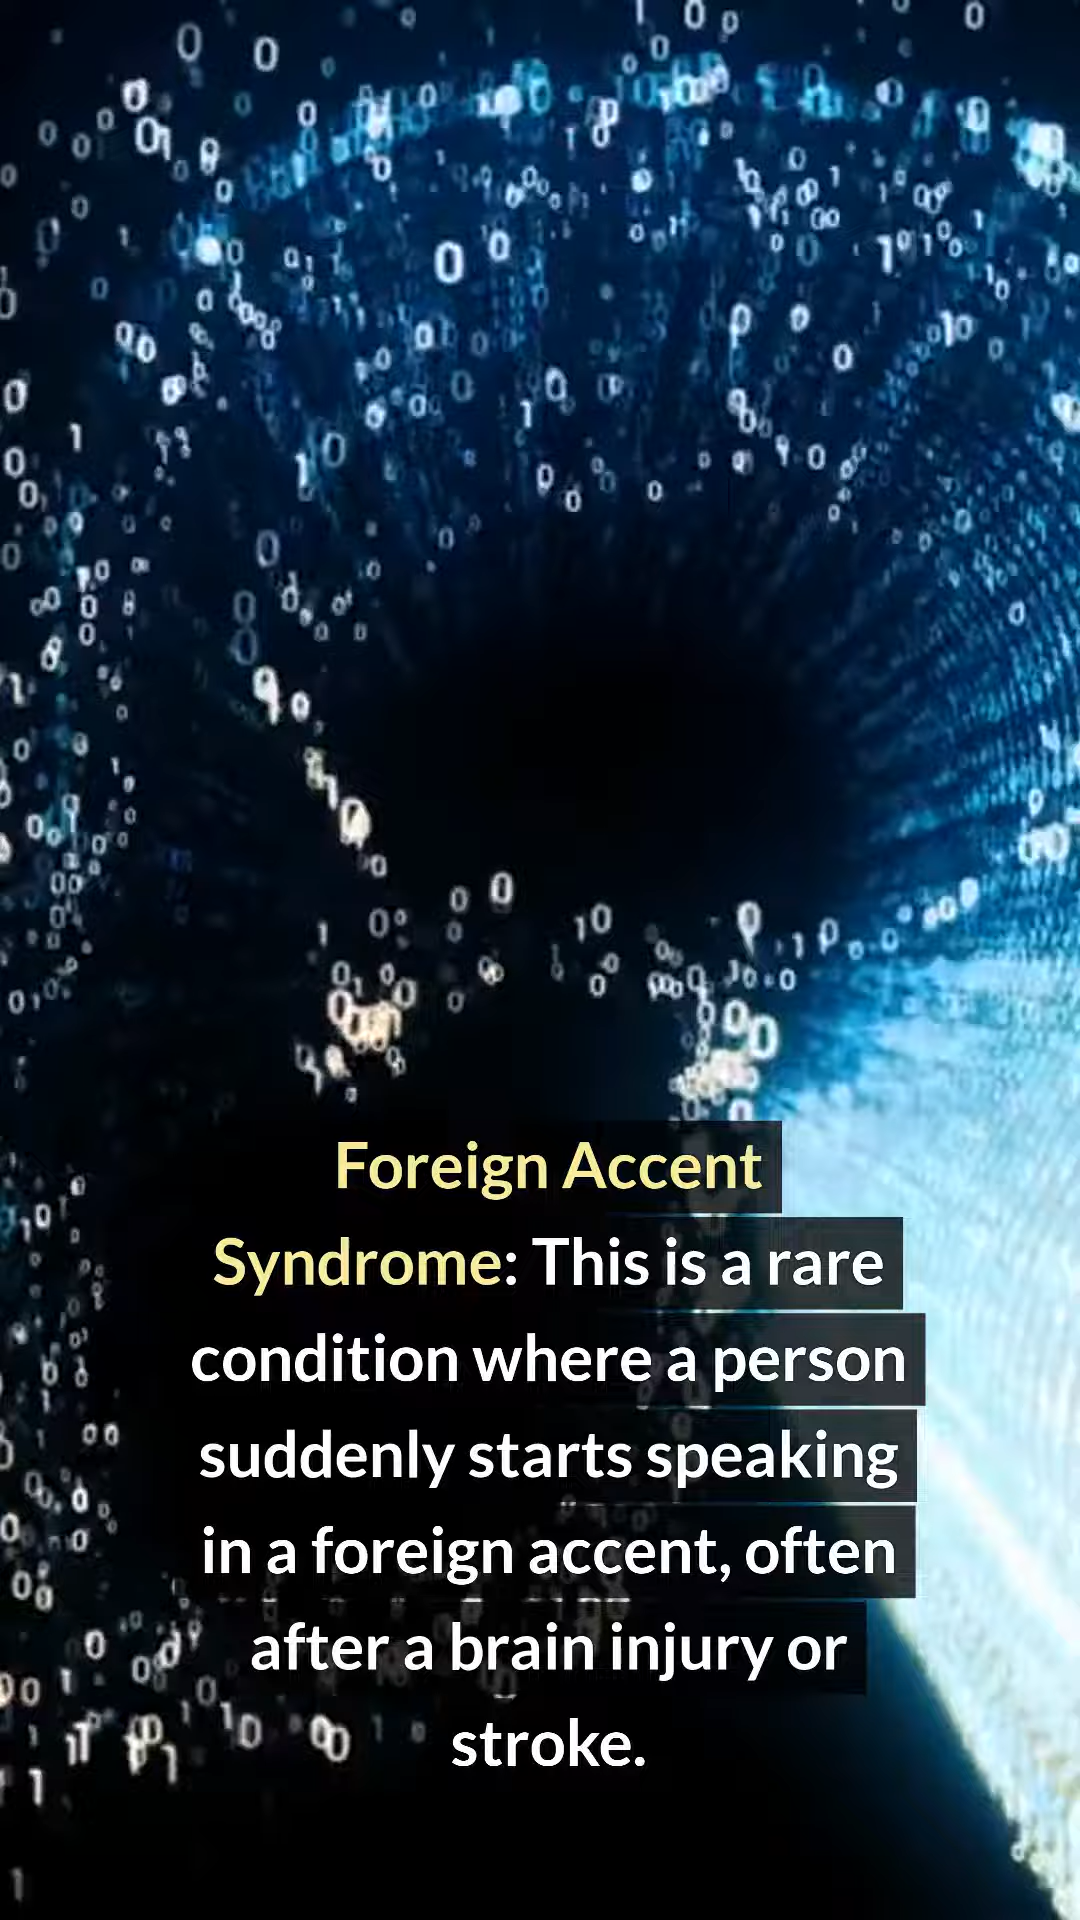 Foreign Accent
Syndrome: This is a rare
condition where a person
suddenly starts speaking
in a foreign accent, often
after a brain injury or
stroke.